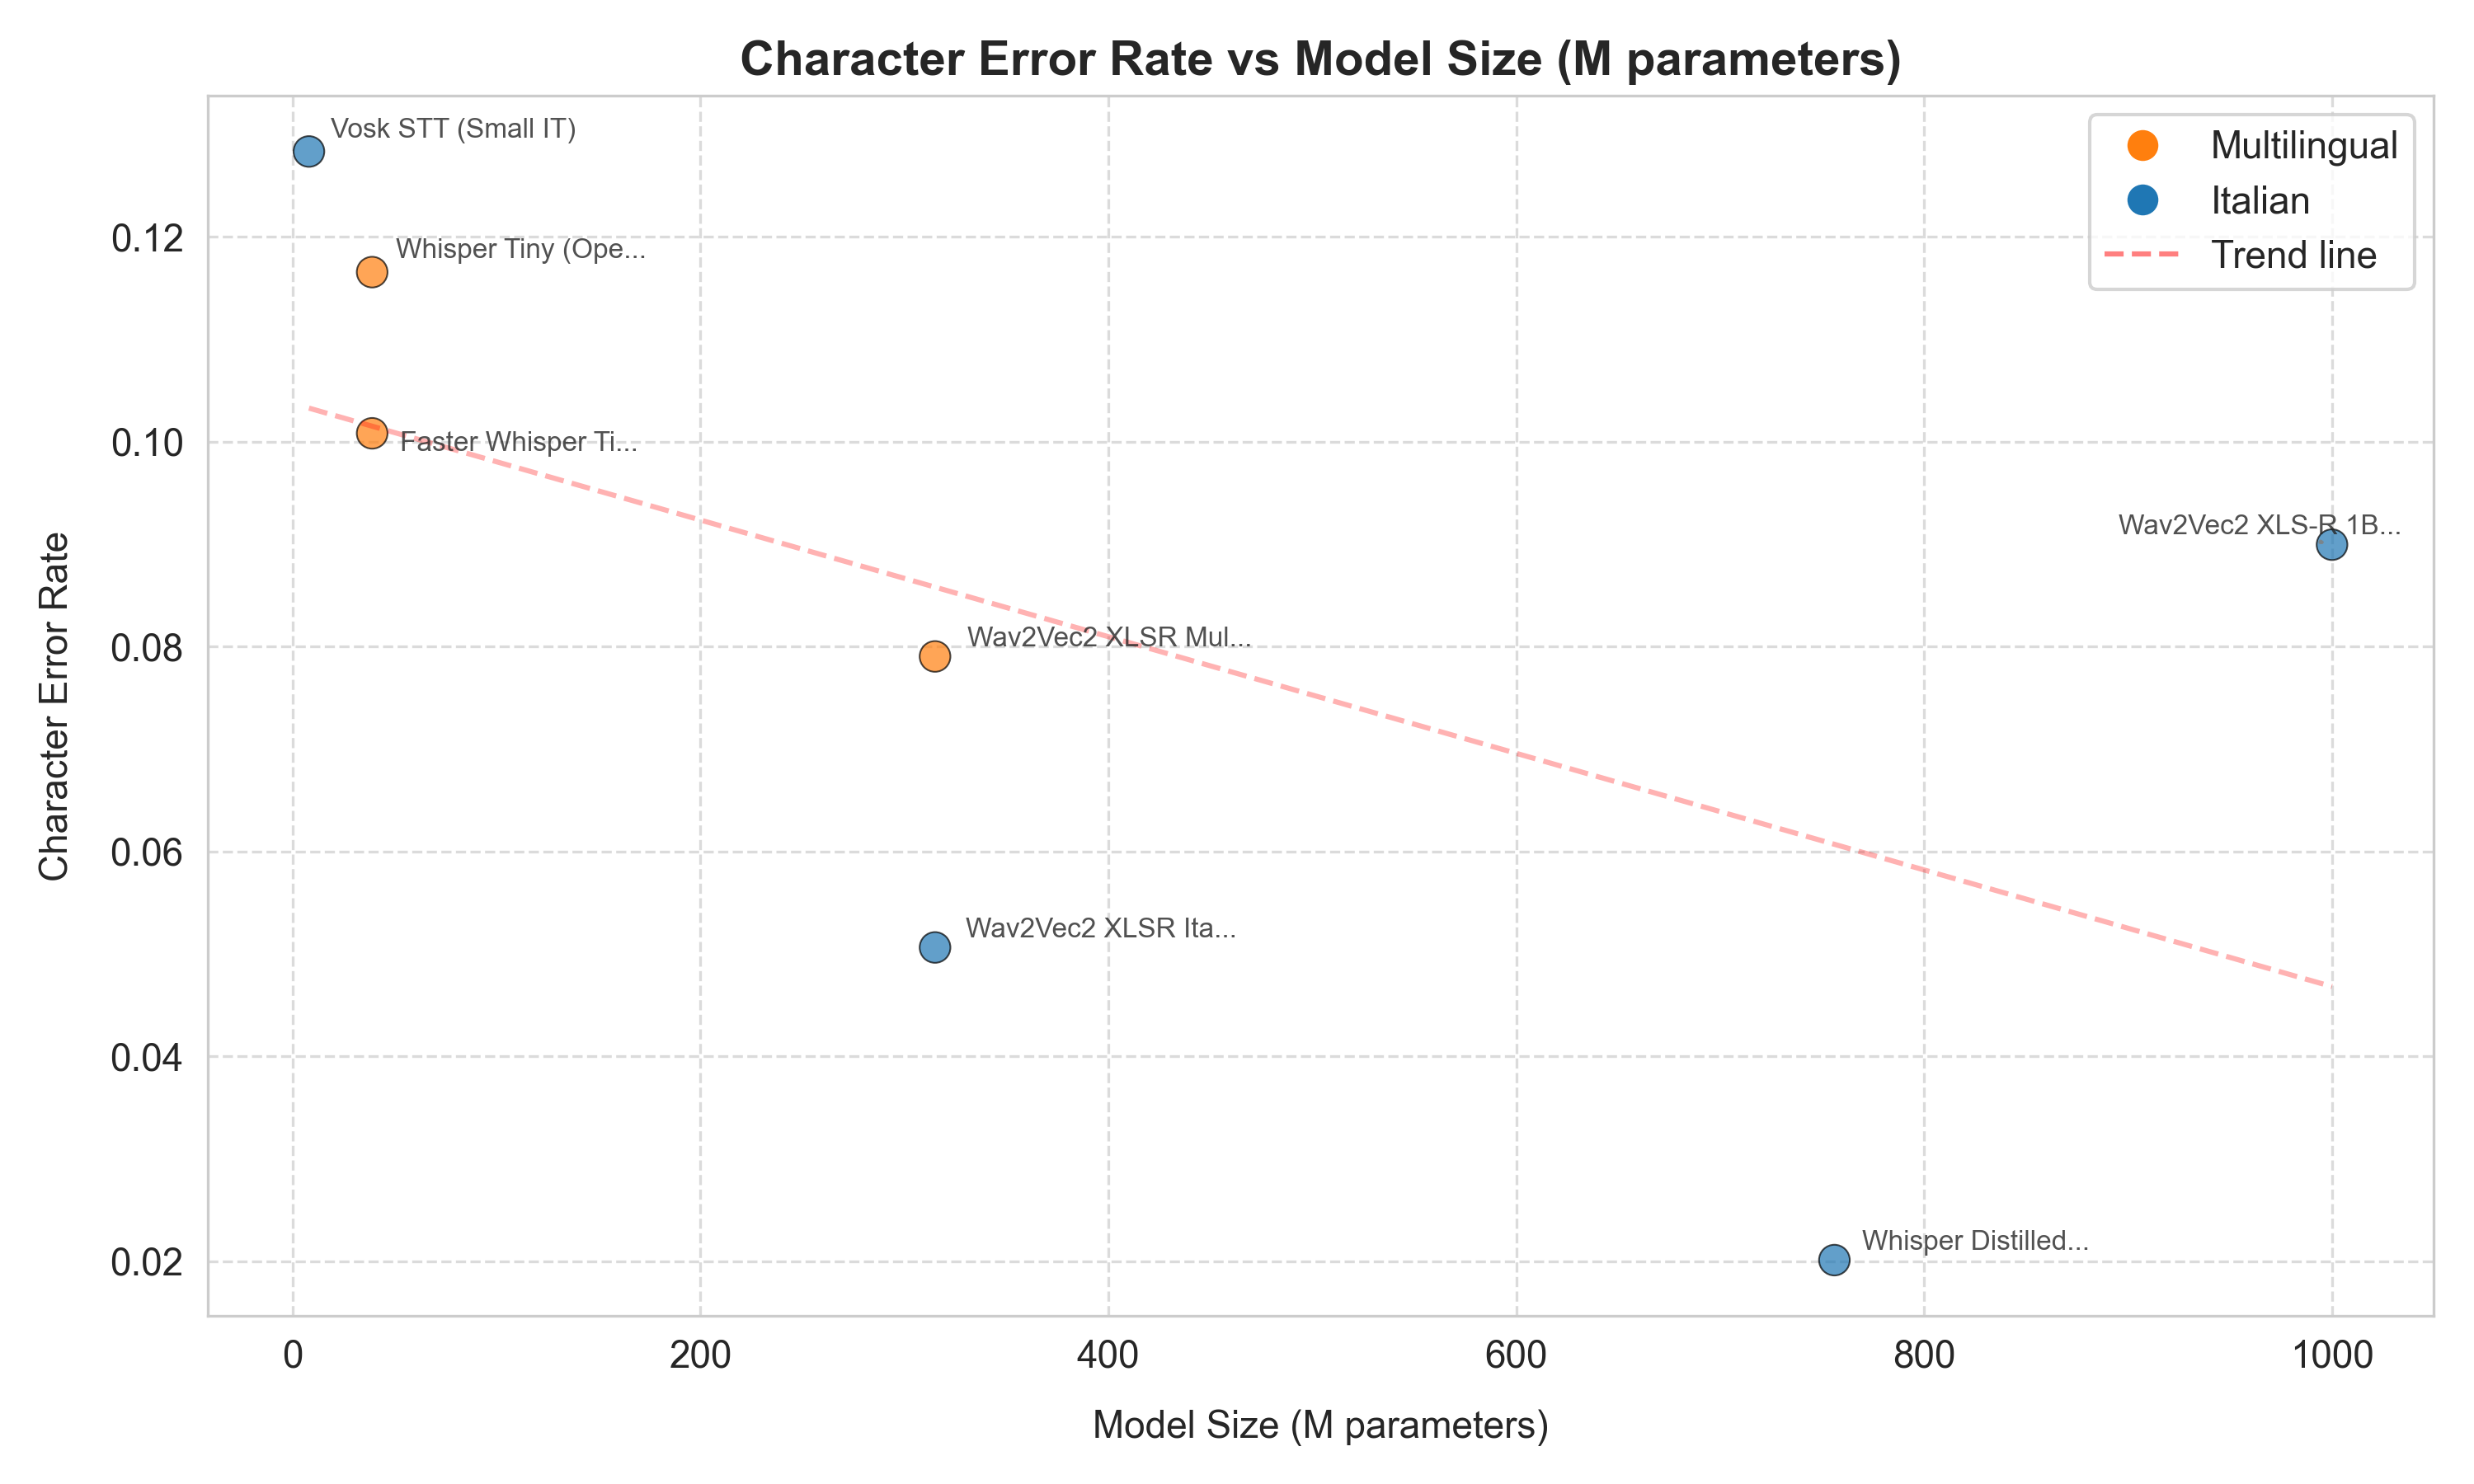 Character Error Rate vs Model Size (M parameters)
Multilingual
Italian
Trend line
Vosk STT (Small IT)
Whisper Tiny (Ope...
Faster Whisper Ti...
Wav2Vec2 XLS-R 1B...
Wav2Vec2 XLSR Mul...
Wav2Vec2 XLSR Ita...
Whisper Distilled...
Character Error Rate
0.12
0.10
0.08
0.06
0.04
0.02
0 200 400 600 800 1000
Model Size (M parameters)